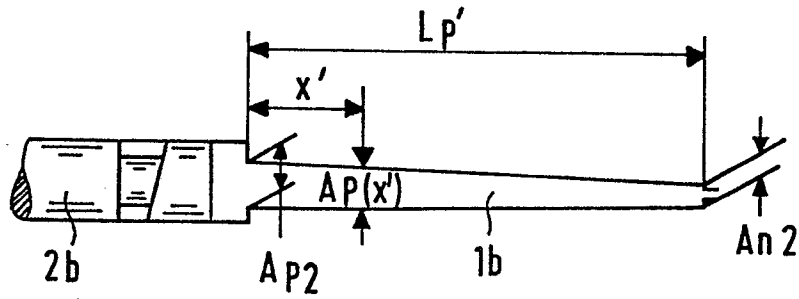 Lp'
x'
AP(x')
2b
AP2
1b
An2